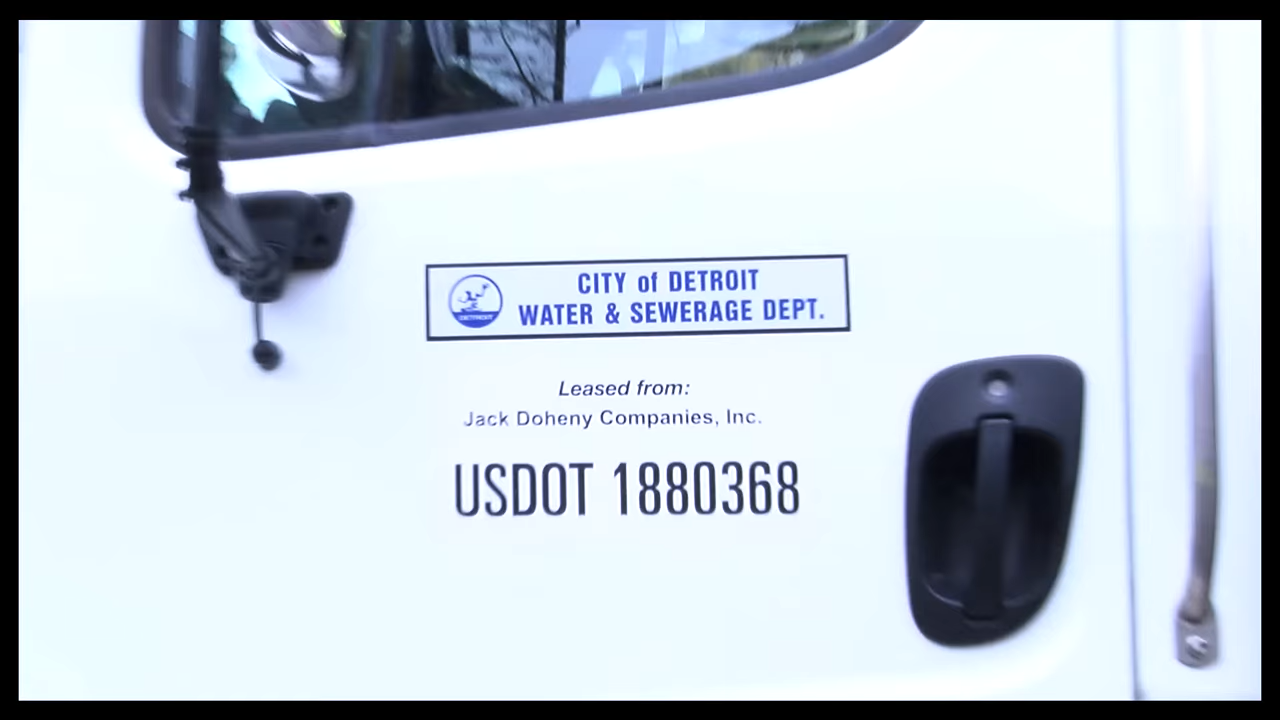 CITY of DETROIT
WATER & SEWERAGE DEPT.
Leased from:
Jack Doheny Companies, Inc.
USDOT 1880368